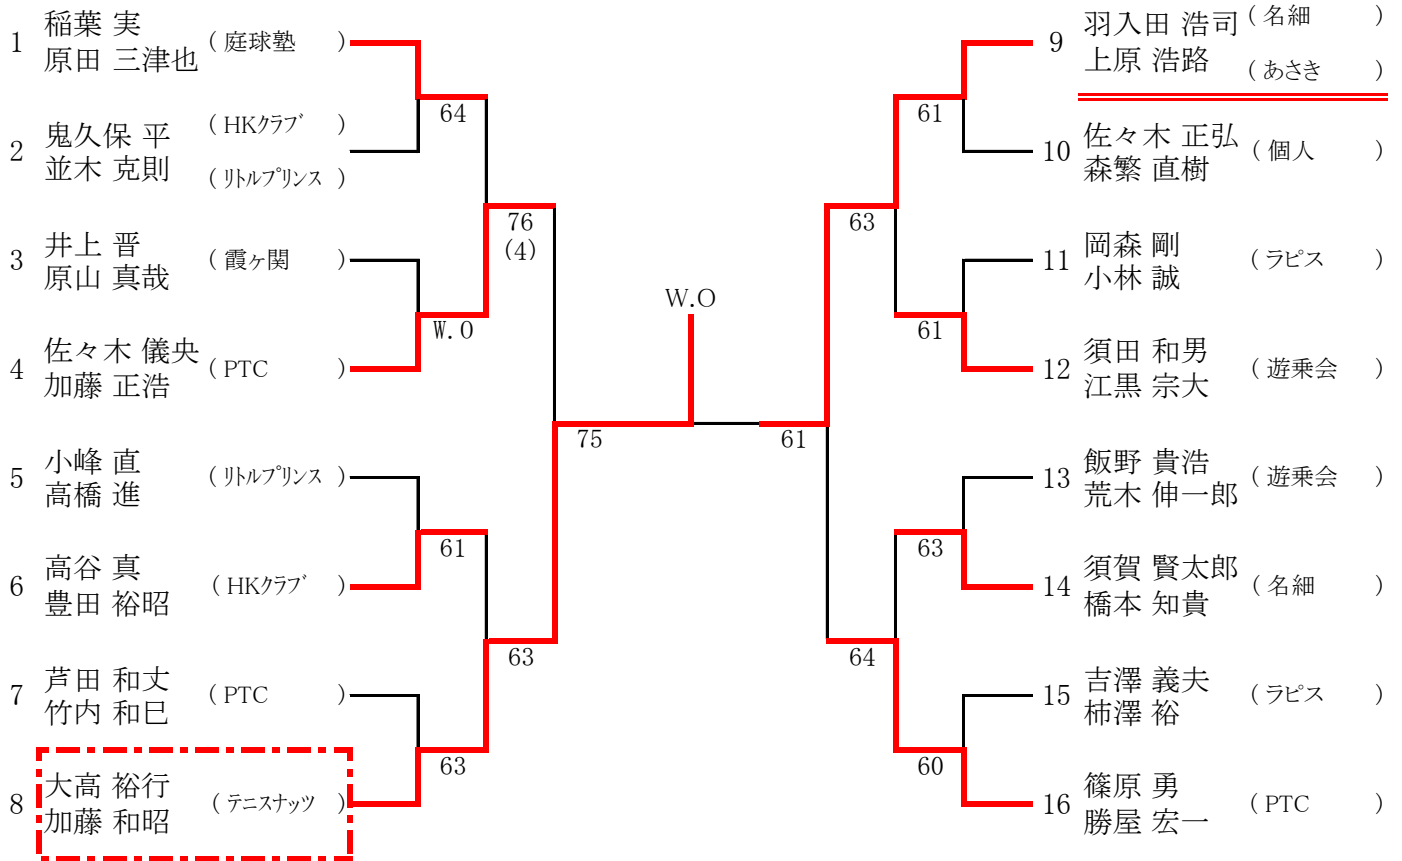 1 稲葉 実
原田 三津也 ( 庭球塾 )
64
2 鬼久保 平 ( HKｸﾗﾌﾞ )
並木 克則 ( ﾘﾄﾙﾌﾟﾘﾝｽ )
76
(4)
3 井上 晋
原山 真哉 ( 霞ヶ関 )
W.O
4 佐々木 儀央
加藤 正浩 ( PTC )
75
5 小峰 直
高橋 進 ( ﾘﾄﾙﾌﾟﾘﾝｽ )
61
6 高谷 真
豊田 裕昭 ( HKｸﾗﾌﾞ )
63
7 芦田 和丈
竹内 和巳 ( PTC )
63
8 大高 裕行
加藤 和昭 ( ﾃﾆｽﾅｯﾂ )
W.O
9 羽入田 浩司 ( 名細 )
上原 浩路 ( あさき )
61
10 佐々木 正弘
森繁 直樹 ( 個人 )
63
11 岡森 剛
小林 誠 ( ラピス )
61
12 須田 和男
江黒 宗大 ( 遊乗会 )
61
13 飯野 貴浩
荒木 伸一郎 ( 遊乗会 )
63
14 須賀 賢太郎
橋本 知貴 ( 名細 )
64
15 吉澤 義夫
柿澤 裕 ( ラピス )
60
16 篠原 勇
勝屋 宏一 ( PTC )